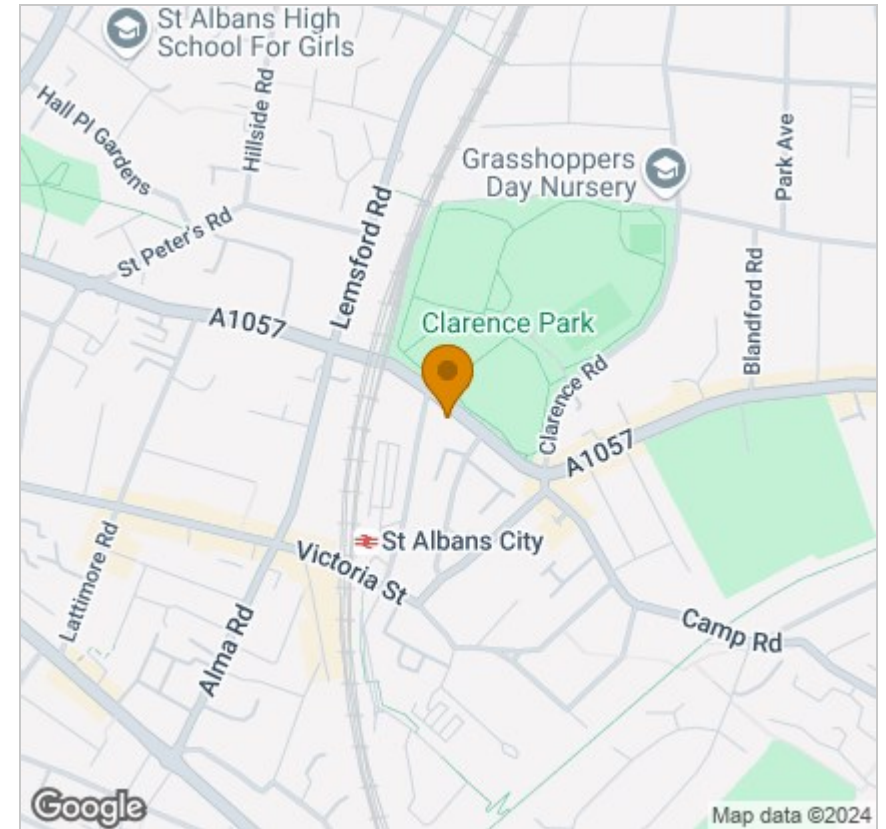 St Albans High
School For Girls
Hall Pl Gardens
Hillside Rd
St Peter's Rd
Lemsford Rd
Grasshoppers
Day Nursery
Park Ave
A1057
Clarence Park
Blandford Rd
Clarence Rd
A1057
St Albans City
Victoria St
Lattimore Rd
Alma Rd
Camp Rd
Google
Map data ©2024